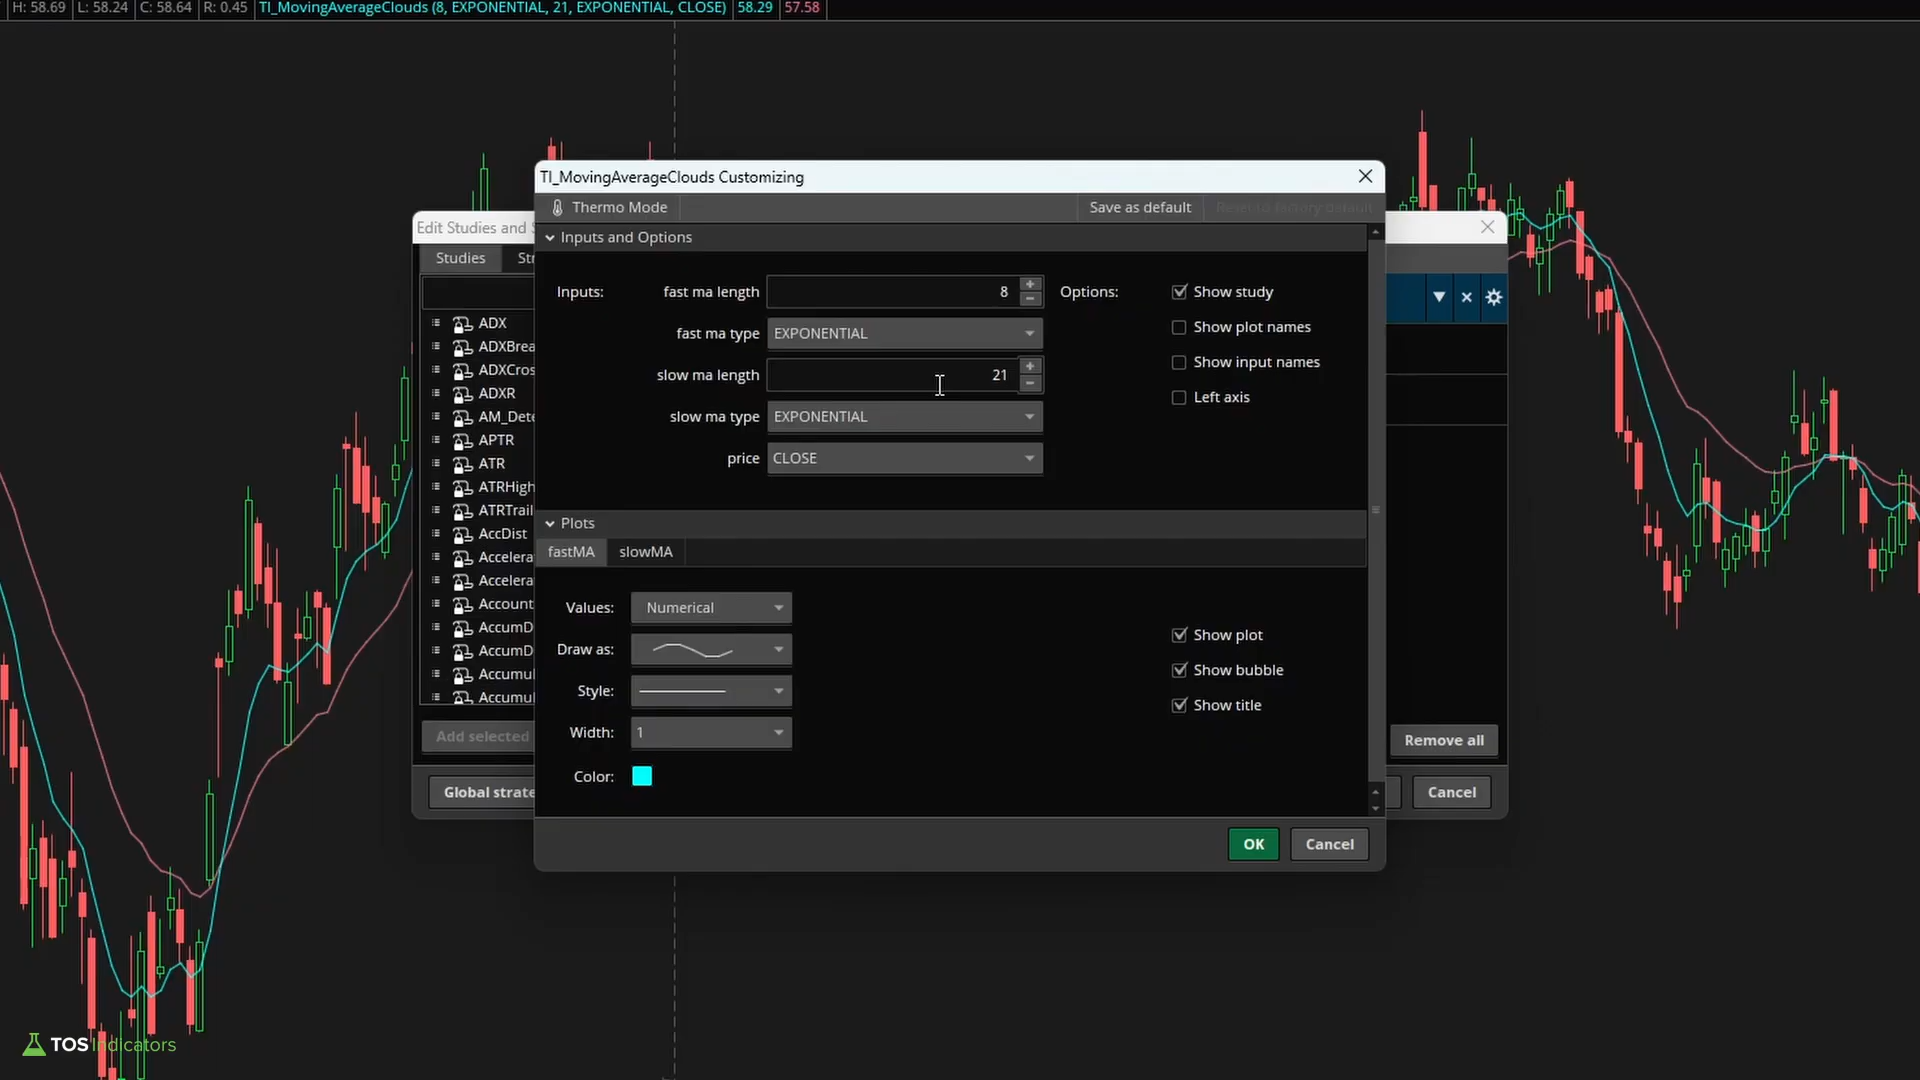 H: 58.69 L: 58.24 C: 58.64 R: 0.45 TI_MovingAverageClouds (8, EXPONENTIAL, 21, EXPONENTIAL, CLOSE) 58.29 57.58
TI_MovingAverageClouds Customizing
Thermo Mode Save as default Reset to factory default
Edit Studies and S
Inputs and Options
Studies Str
Inputs: fast ma length 8 Options: Show study
fast ma type EXPONENTIAL Show plot names
slow ma length 21 Show input names
slow ma type EXPONENTIAL Left axis
price CLOSE
ADX
ADXBrea
ADXCros
ADXR
AM_Dete
APTR
ATR
ATRHigh
ATRTrail
AccDist
Accelera
Accelera
Account
AccumD
AccumD
Accumul
Accumul
Plots
fastMA slowMA
Values: Numerical
Draw as: Show plot
Style: Show bubble
Width: 1 Show title
Color:
Add selected Remove all
Global strate Cancel
OK Cancel
TOS Indicators